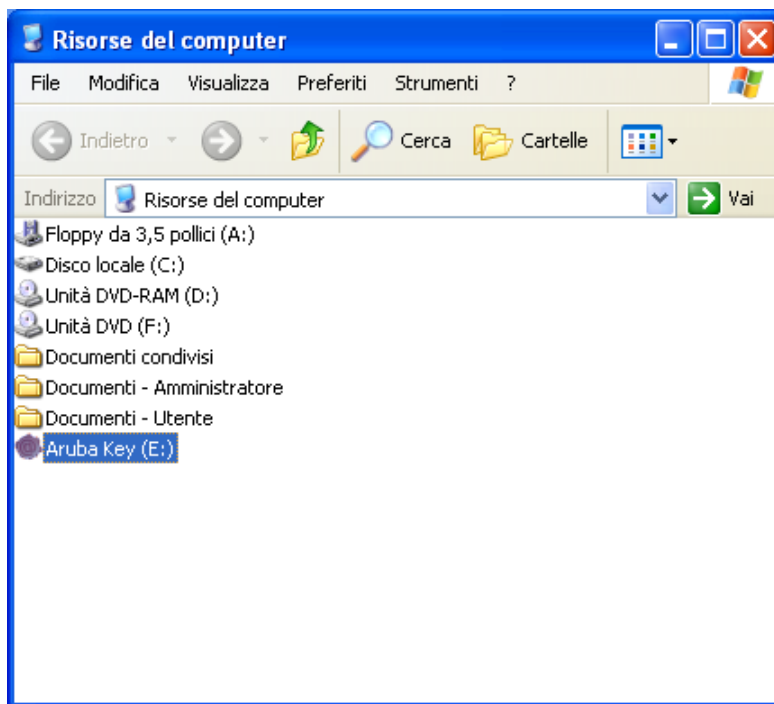 Risorse del computer
File Modifica Visualizza Preferiti Strumenti ?
Indietro Cerca Cartelle
Indirizzo Risorse del computer Vai
Floppy da 3,5 pollici (A:)
Disco locale (C:)
Unità DVD-RAM (D:)
Unità DVD (F:)
Documenti condivisi
Documenti - Amministratore
Documenti - Utente
Aruba Key (E:)